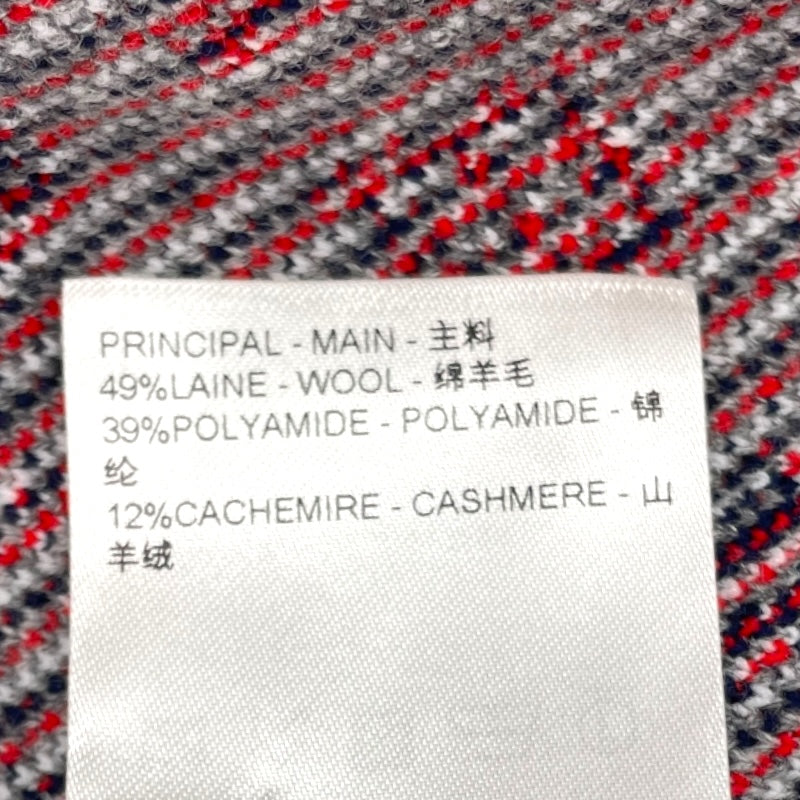 PRINCIPAL - MAIN - 主料
49%LAINE - WOOL - 绵羊毛
39%POLYAMIDE - POLYAMIDE - 锦
纶
12%CACHEMIRE - CASHMERE - 山
羊绒